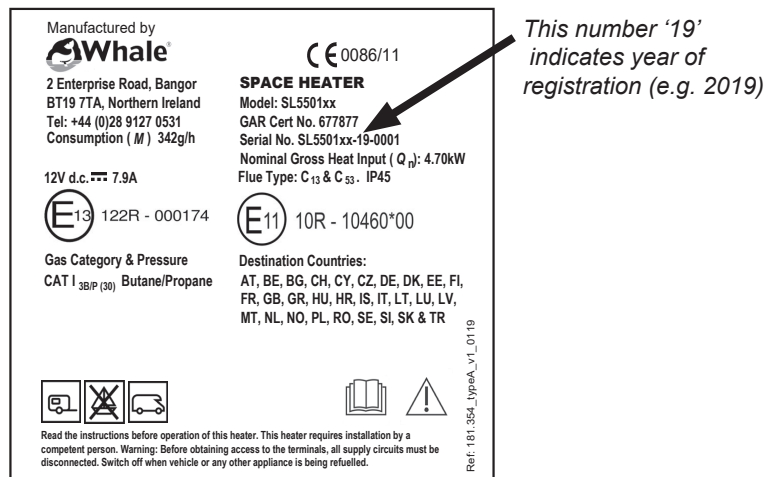 Manufactured by
Whale®
2 Enterprise Road, Bangor
BT19 7TA, Northern Ireland
Tel: +44 (0)28 9127 0531
Consumption ( M ) 342g/h
12V d.c. 7.9A
E13 122R - 000174
Gas Category & Pressure
CAT I 3B/P (30) Butane/Propane
CE 0086/11
SPACE HEATER
Model: SL5501xx
GAR Cert No. 677877
Serial No. SL5501xx-19-0001
Nominal Gross Heat Input ( Q n): 4.70kW
Flue Type: C 13 & C 53 . IP45
E11 10R - 10460*00
Destination Countries:
AT, BE, BG, CH, CY, CZ, DE, DK, EE, FI,
FR, GB, GR, HU, HR, IS, IT, LT, LU, LV,
MT, NL, NO, PL, RO, SE, SI, SK & TR
Read the instructions before operation of this heater. This heater requires installation by a
competent person. Warning: Before obtaining access to the terminals, all supply circuits must be
disconnected. Switch off when vehicle or any other appliance is being refuelled.
Ref: 181.354_typeA_v1_0119
This number ‘19’
indicates year of
registration (e.g. 2019)